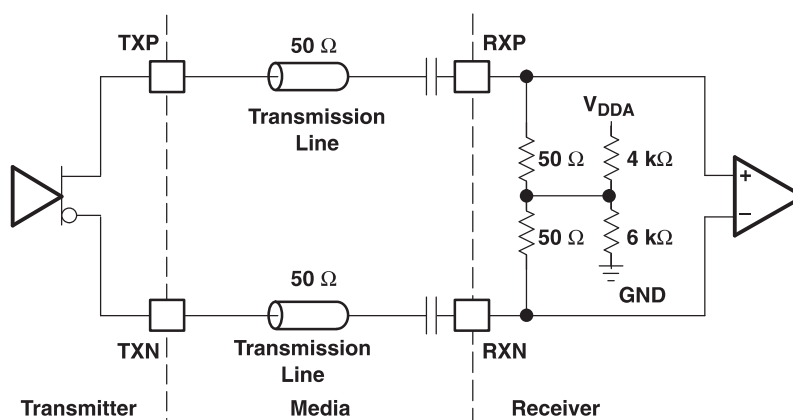 TXP
50 Ω
RXP
Transmission
Line
V_DDA
50 Ω
4 kΩ
+
−
50 Ω
6 kΩ
GND
50 Ω
TXN
Transmission
Line
RXN
Transmitter
Media
Receiver